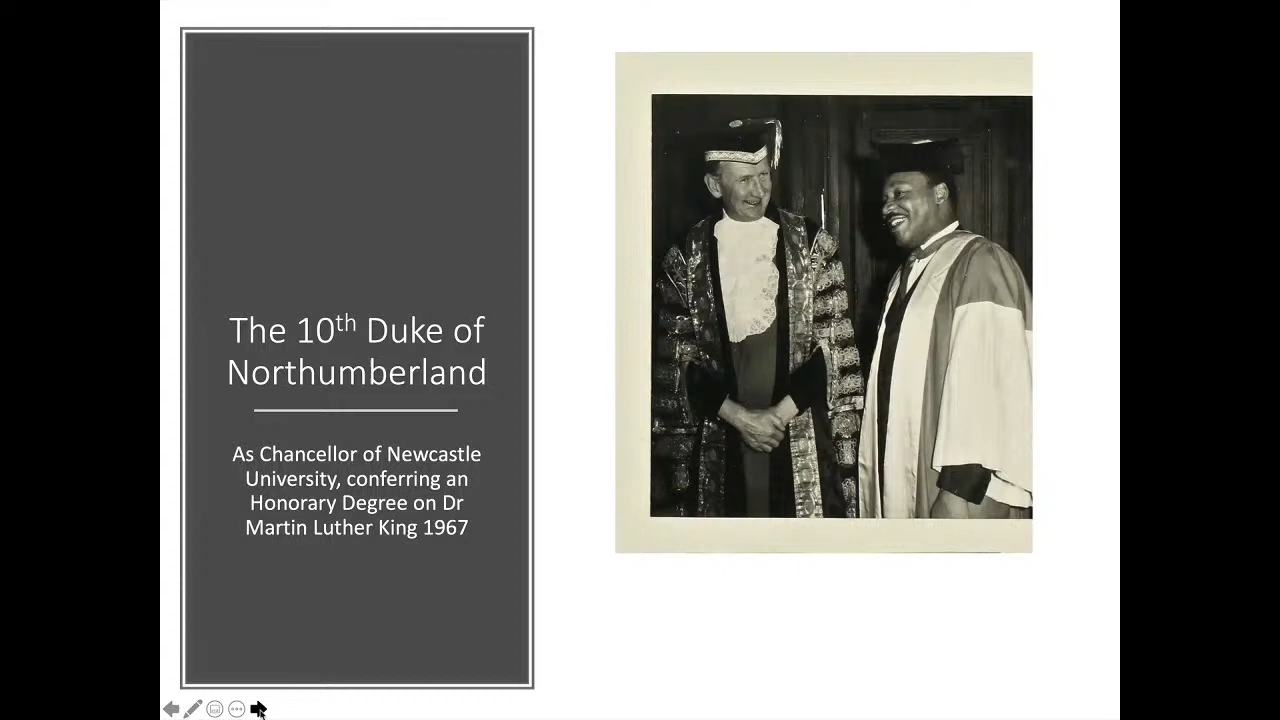 The 10th Duke of
Northumberland
As Chancellor of Newcastle
University, conferring an
Honorary Degree on Dr
Martin Luther King 1967